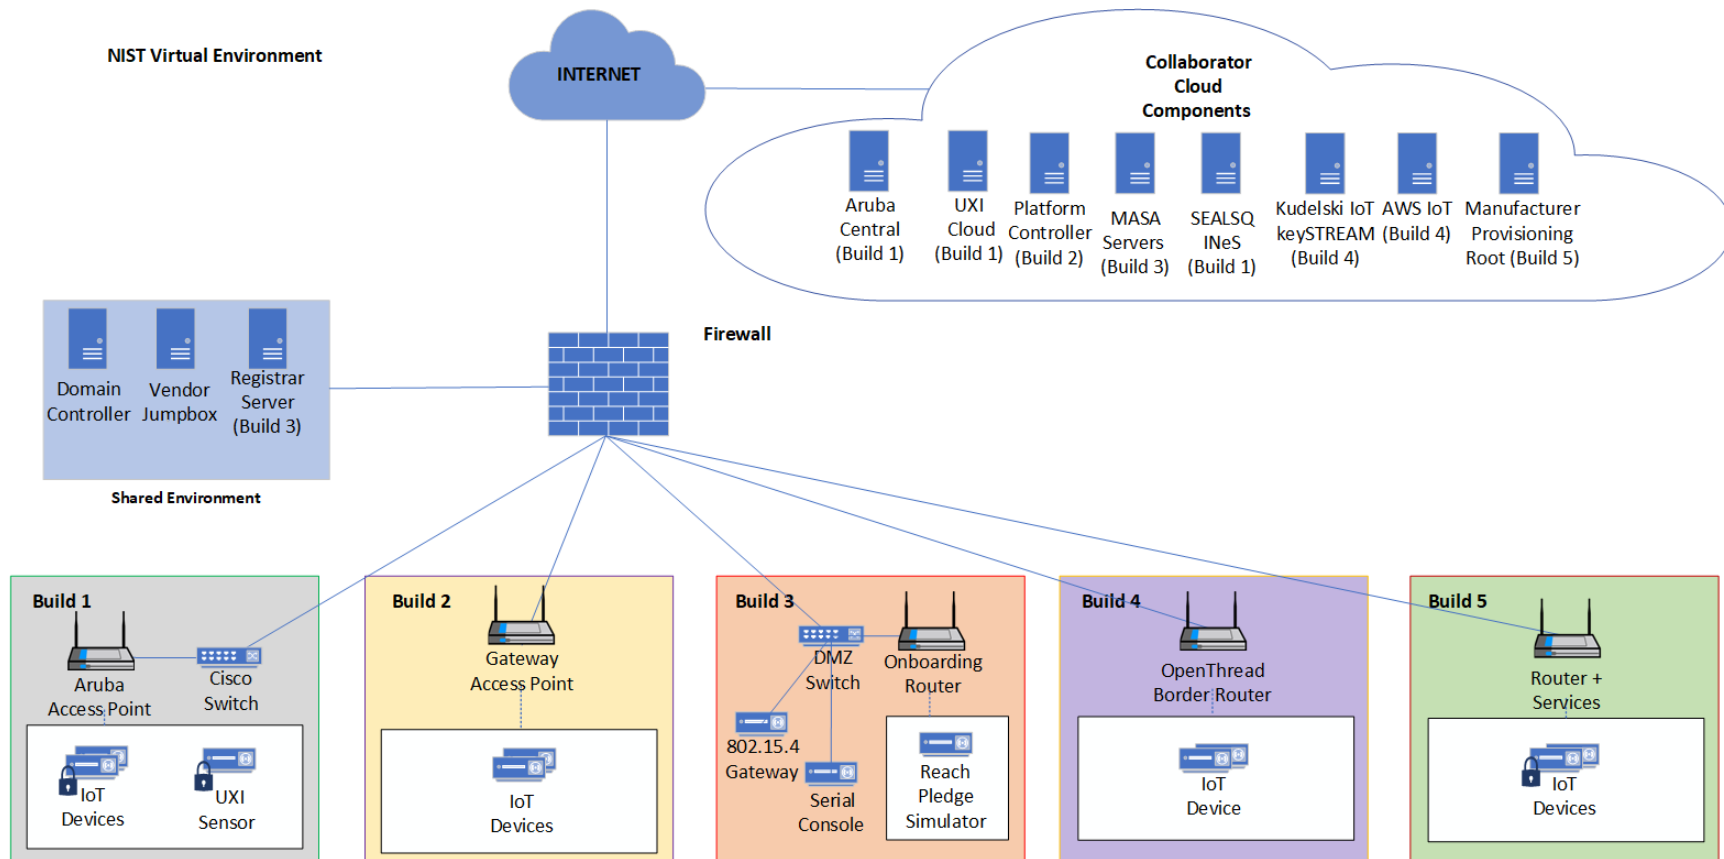 NIST Virtual Environment
INTERNET
Collaborator
Cloud
Components
Aruba
Central
(Build 1)
UXI
Cloud
(Build 1)
Platform
Controller
(Build 2)
MASA
Servers
(Build 3)
SEALSQ
INeS
(Build 1)
Kudelski IoT
keySTREAM
(Build 4)
AWS IoT
(Build 4)
Manufacturer
Provisioning
Root (Build 5)
Firewall
Domain
Controller
Vendor
Jumpbox
Registrar
Server
(Build 3)
Shared Environment
Build 1
Aruba
Access Point
Cisco
Switch
IoT
Devices
UXI
Sensor
Build 2
Gateway
Access Point
IoT
Devices
Build 3
DMZ
Switch
Onboarding
Router
802.15.4
Gateway
Serial
Console
Reach
Pledge
Simulator
Build 4
OpenThread
Border Router
IoT
Device
Build 5
Router +
Services
IoT
Devices